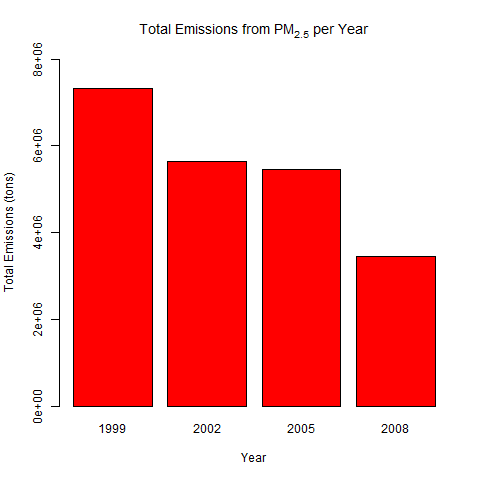 Total Emissions from PM2.5 per Year
Total Emissions (tons)
8e+06
6e+06
4e+06
2e+06
0e+00
1999 2002 2005 2008
Year